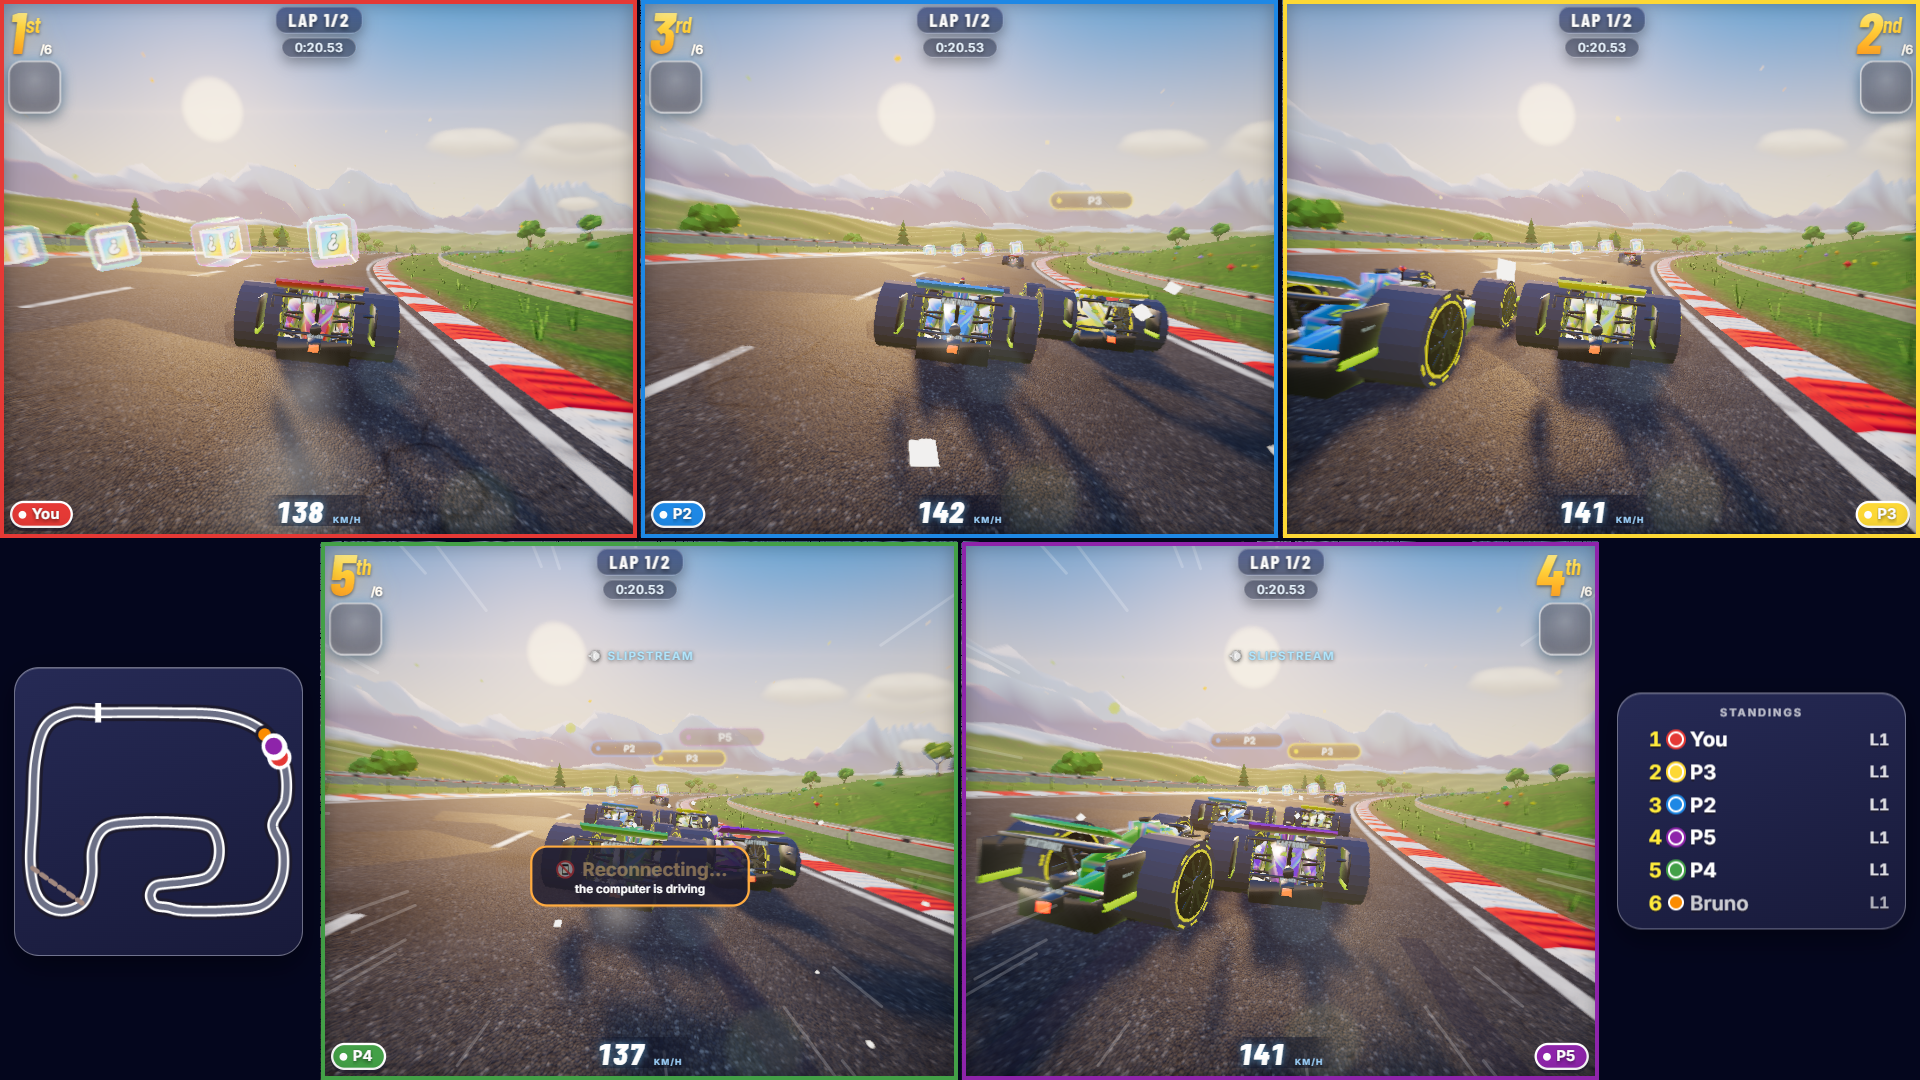 1st /6
LAP 1/2
0:20.53
You
138 KM/H
3rd /6
LAP 1/2
0:20.53
P3
P2
142 KM/H
2nd /6
LAP 1/2
0:20.53
141 KM/H
P3
5th /6
LAP 1/2
0:20.53
SLIPSTREAM
P2
P5
P3
Reconnecting...
the computer is driving
P4
137 KM/H
4th /6
LAP 1/2
0:20.53
SLIPSTREAM
P2
P3
141 KM/H
P5
STANDINGS
1 You L1
2 P3 L1
3 P2 L1
4 P5 L1
5 P4 L1
6 Bruno L1